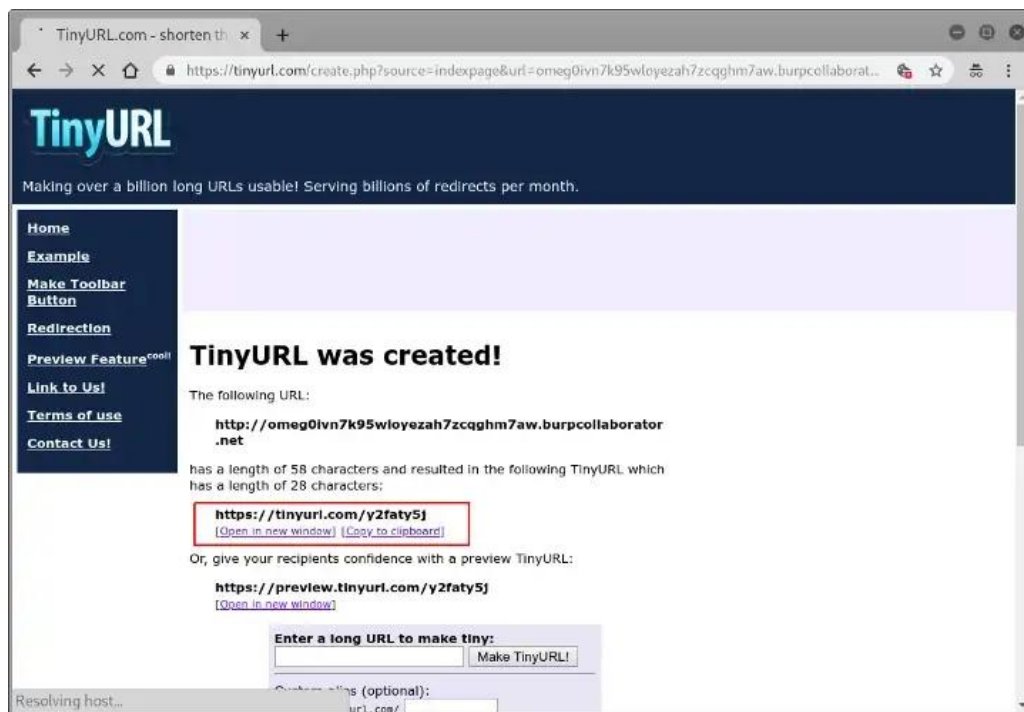 TinyURL.com - shorten th
https://tinyurl.com/create.php?source=indexpage&url=omeg0ivn7k95wloyezah7zcqghm7aw.burpcollaborat...
TinyURL
Making over a billion long URLs usable! Serving billions of redirects per month.
Home
Example
Make Toolbar
Button
Redirection
Preview Feature cool!
Link to Us!
Terms of use
Contact Us!
TinyURL was created!
The following URL:
http://omeg0ivn7k95wloyezah7zcqghm7aw.burpcollaborator
.net
has a length of 58 characters and resulted in the following TinyURL which
has a length of 28 characters:
https://tinyurl.com/y2faty5j
[Open in new window] [Copy to clipboard]
Or, give your recipients confidence with a preview TinyURL:
https://preview.tinyurl.com/y2faty5j
[Open in new window]
Enter a long URL to make tiny:
Make TinyURL!
(optional):
url.com/
Resolving host...